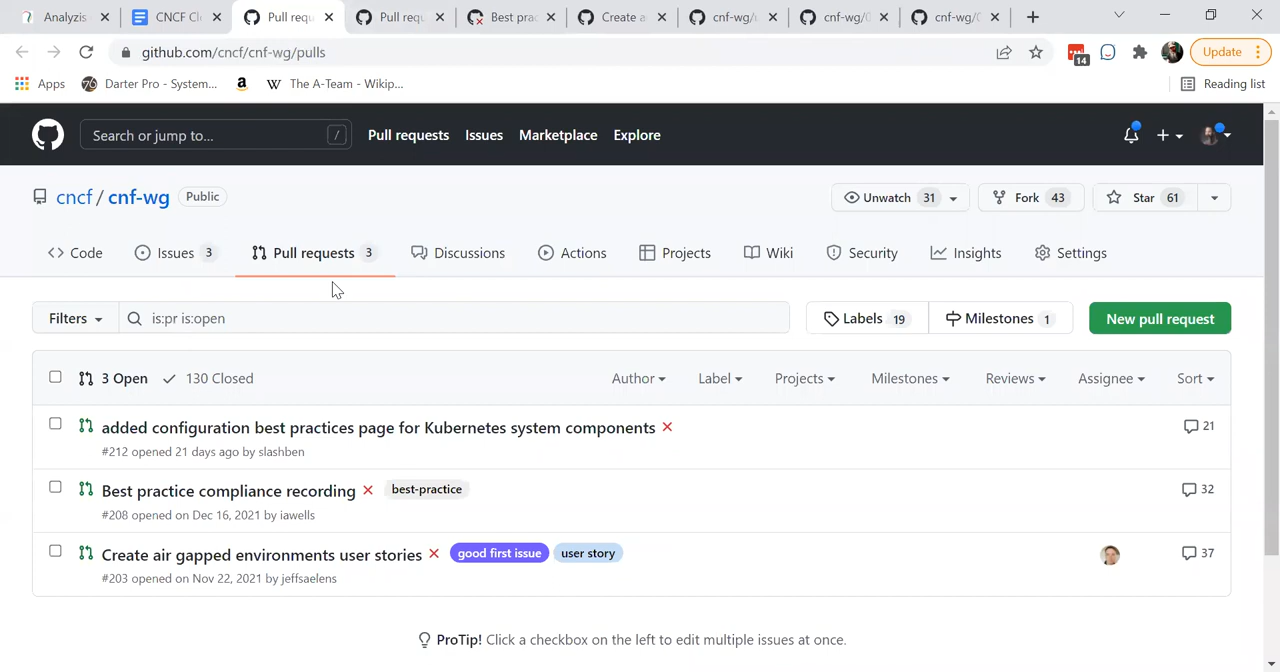 Analyzis
CNCF Cl
Pull requ
Pull requ
Best prac
Create a
cnf-wg/
cnf-wg/
cnf-wg/
github.com/cncf/cnf-wg/pulls
14
Update
Apps
76
Darter Pro - System...
a
W
The A-Team - Wikip...
Reading list
Search or jump to...
/
Pull requests
Issues
Marketplace
Explore
cncf / cnf-wg
Public
Unwatch 31
Fork 43
Star 61
Code
Issues 3
Pull requests 3
Discussions
Actions
Projects
Wiki
Security
Insights
Settings
Filters
is:pr is:open
Labels 19
Milestones 1
New pull request
3 Open
130 Closed
Author
Label
Projects
Milestones
Reviews
Assignee
Sort
added configuration best practices page for Kubernetes system components
21
#212 opened 21 days ago by slashben
Best practice compliance recording
best-practice
32
#208 opened on Dec 16, 2021 by iawells
Create air gapped environments user stories
good first issue
user story
37
#203 opened on Nov 22, 2021 by jeffsaelens
ProTip! Click a checkbox on the left to edit multiple issues at once.